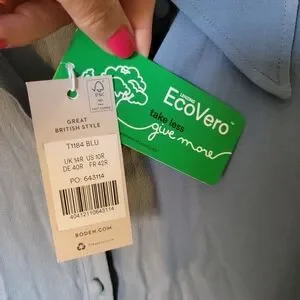 LENZING
EcoVero™
take less
give more
FSC
GREAT
BRITISH STYLE
T1184 BLU
UK 14R US 10R
DE 40R FR 42R
PO: 643114
BODEN.COM